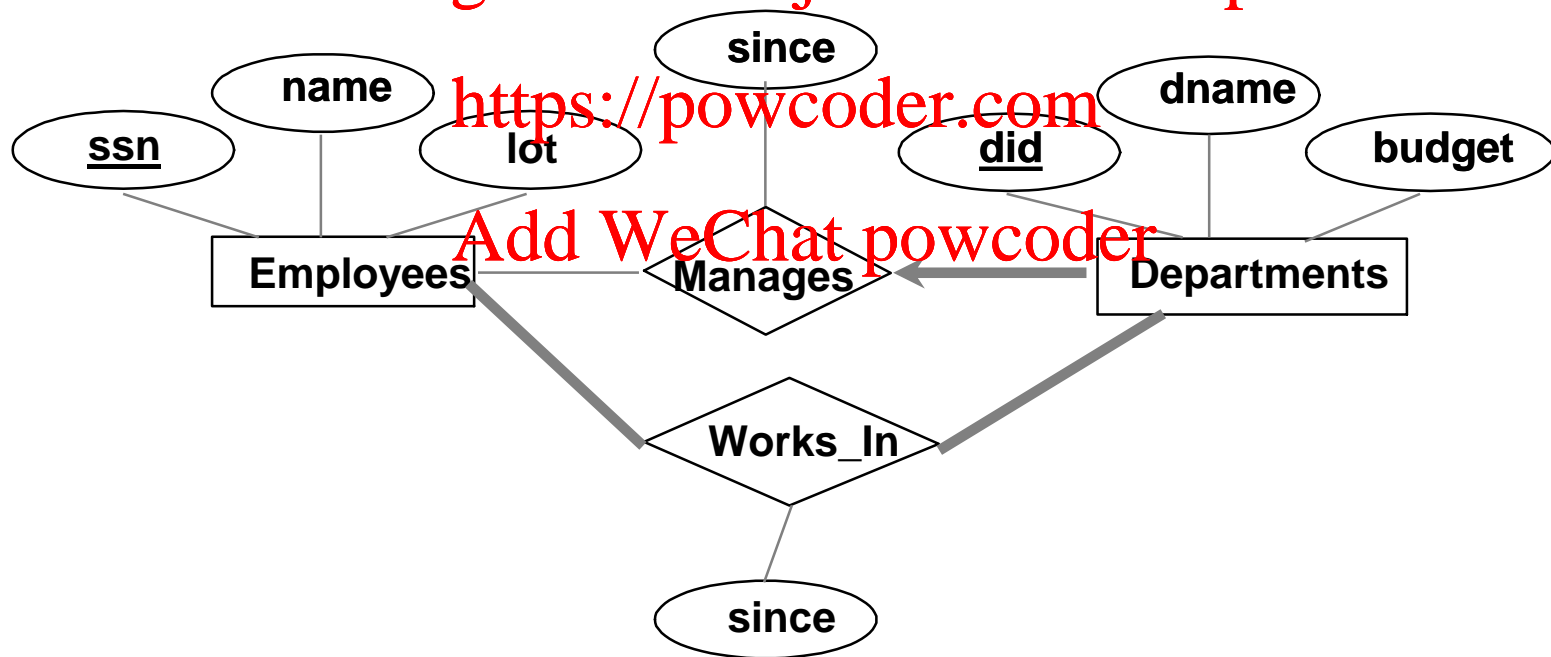 since
name
https://powcoder.com
dname
ssn
lot
did
budget
Add WeChat powcoder
Employees
Manages
Departments
Works_In
since